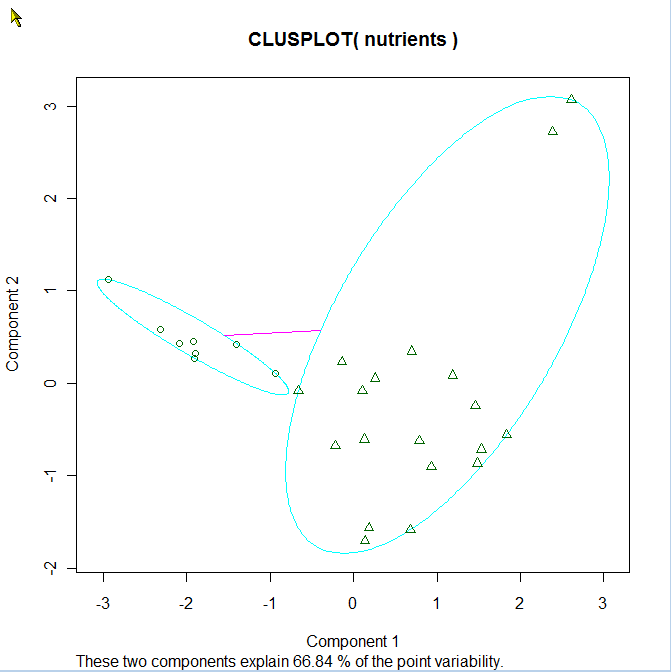 CLUSPLOT( nutrients )
3
2
1
0
-1
-2
Component 2
-3 -2 -1 0 1 2 3
Component 1
These two components explain 66.84 % of the point variability.